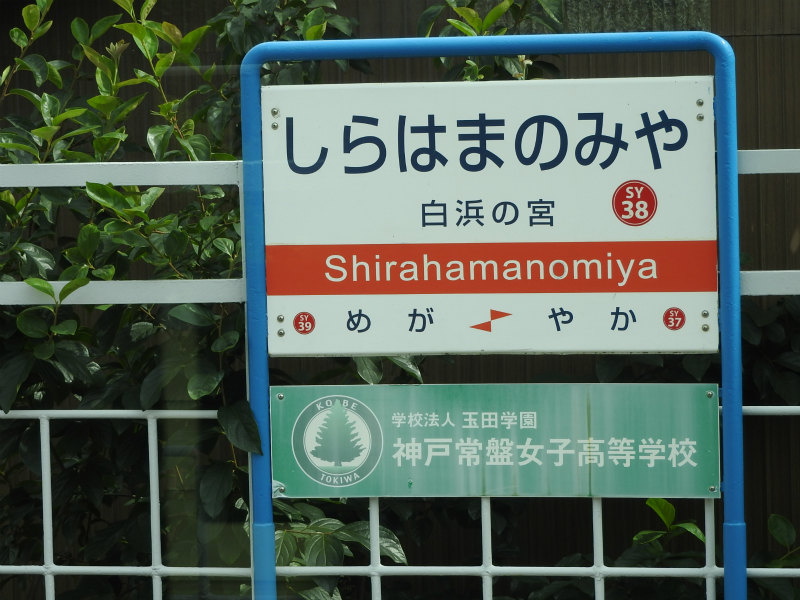 しらはまのみや
白浜の宮
SY
38
Shirahamanomiya
SY
39
めが
やか
SY
37
KOBE
TOKIWA
学校法人 玉田学園
神戸常盤女子高等学校